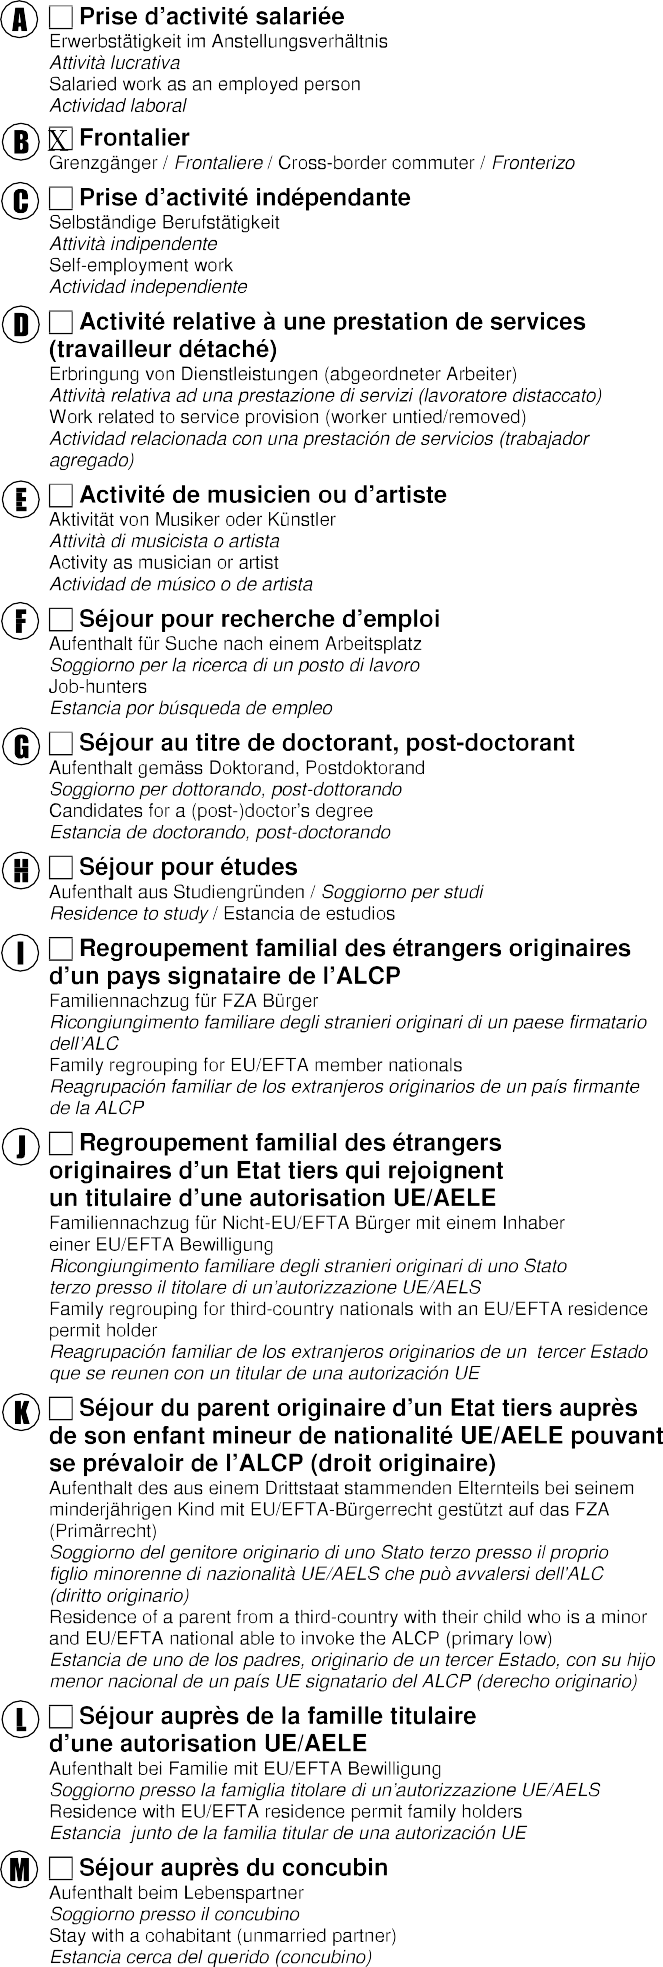 A ☐ Prise d'activité salariée
Erwerbstätigkeit im Anstellungsverhältnis
Attività lucrativa
Salaried work as an employed person
Actividad laboral
B ☒ Frontalier
Grenzgänger / Frontaliere / Cross-border commuter / Fronterizo
C ☐ Prise d'activité indépendante
Selbständige Berufstätigkeit
Attività indipendente
Self-employment work
Actividad independiente
D ☐ Activité relative à une prestation de services
(travailleur détaché)
Erbringung von Dienstleistungen (abgeordneter Arbeiter)
Attività relativa ad una prestazione di servizi (lavoratore distaccato)
Work related to service provision (worker untied/removed)
Actividad relacionada con una prestación de servicios (trabajador
agregado)
E ☐ Activité de musicien ou d'artiste
Aktivität von Musiker oder Künstler
Attività di musicista o artista
Activity as musician or artist
Actividad de músico o de artista
F ☐ Séjour pour recherche d'emploi
Aufenthalt für Suche nach einem Arbeitsplatz
Soggiorno per la ricerca di un posto di lavoro
Job-hunters
Estancia por búsqueda de empleo
G ☐ Séjour au titre de doctorant, post-doctorant
Aufenthalt gemäss Doktorand, Postdoktorand
Soggiorno per dottorando, post-dottorando
Candidates for a (post-)doctor's degree
Estancia de doctorando, post-doctorando
H ☐ Séjour pour études
Aufenthalt aus Studiengründen / Soggiorno per studi
Residence to study / Estancia de estudios
I ☐ Regroupement familial des étrangers originaires
d'un pays signataire de l'ALCP
Familiennachzug für FZA Bürger
Ricongiungimento familiare degli stranieri originari di un paese firmatario
dell'ALC
Family regrouping for EU/EFTA member nationals
Reagrupación familiar de los extranjeros originarios de un país firmante
de la ALCP
J ☐ Regroupement familial des étrangers
originaires d'un Etat tiers qui rejoignent
un titulaire d'une autorisation UE/AELE
Familiennachzug für Nicht-EU/EFTA Bürger mit einem Inhaber
einer EU/EFTA Bewilligung
Ricongiungimento familiare degli stranieri originari di uno Stato
terzo presso il titolare di un'autorizzazione UE/AELS
Family regrouping for third-country nationals with an EU/EFTA residence
permit holder
Reagrupación familiar de los extranjeros originarios de un tercer Estado
que se reunen con un titular de una autorización UE
K ☐ Séjour du parent originaire d'un Etat tiers auprès
de son enfant mineur de nationalité UE/AELE pouvant
se prévaloir de l'ALCP (droit originaire)
Aufenthalt des aus einem Drittstaat stammenden Elternteils bei seinem
minderjährigen Kind mit EU/EFTA-Bürgerrecht gestützt auf das FZA
(Primärrecht)
Soggiorno del genitore originario di uno Stato terzo presso il proprio
figlio minorenne di nazionalità UE/AELS che può avvalersi dell'ALC
(diritto originario)
Residence of a parent from a third-country with their child who is a minor
and EU/EFTA national able to invoke the ALCP (primary low)
Estancia de uno de los padres, originario de un tercer Estado, con su hijo
menor nacional de un país UE signatario del ALCP (derecho originario)
L ☐ Séjour auprès de la famille titulaire
d'une autorisation UE/AELE
Aufenthalt bei Familie mit EU/EFTA Bewilligung
Soggiorno presso la famiglia titolare di un'autorizzazione UE/AELS
Residence with EU/EFTA residence permit family holders
Estancia junto de la familia titular de una autorización UE
M ☐ Séjour auprès du concubin
Aufenthalt beim Lebenspartner
Soggiorno presso il concubino
Stay with a cohabitant (unmarried partner)
Estancia cerca del querido (concubino)